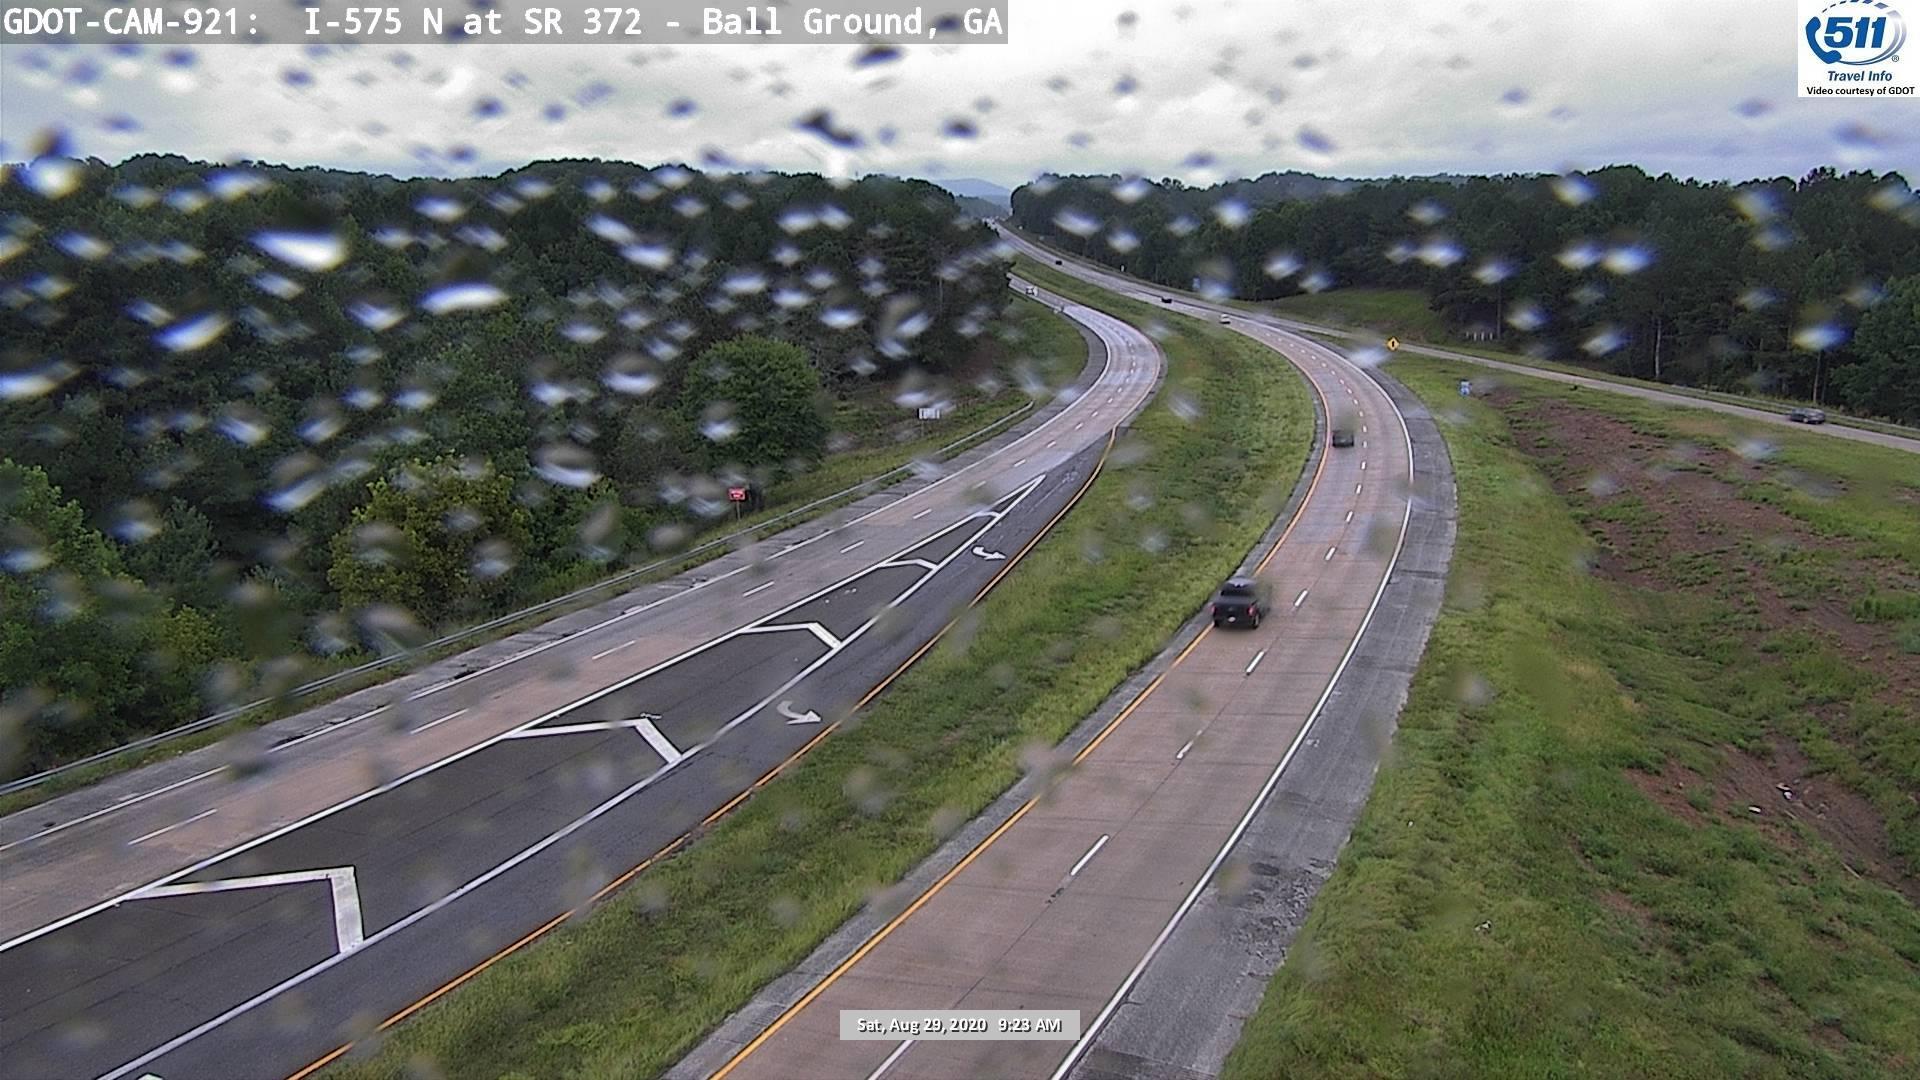 GDOT-CAM-921: I-575 N at SR 372 - Ball Ground, GA
511
®
Travel Info
Video courtesy of GDOT
Sat, Aug 29, 2020 9:23 AM